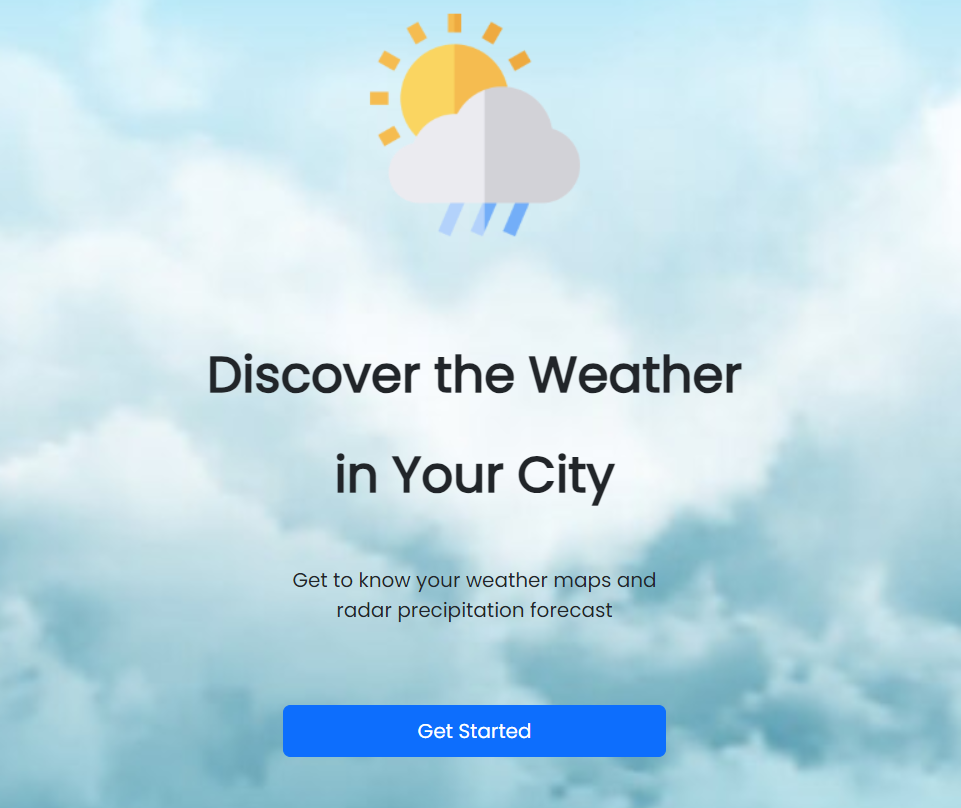 Discover the Weather
in Your City
Get to know your weather maps and
radar precipitation forecast
Get Started